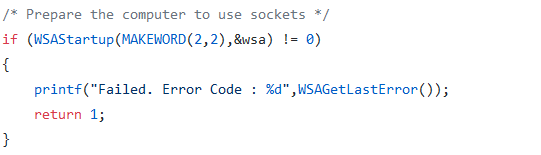 /* Prepare the computer to use sockets */
if (WSAStartup(MAKEWORD(2,2),&wsa) != 0)
{
    printf("Failed. Error Code : %d",WSAGetLastError());
    return 1;
}